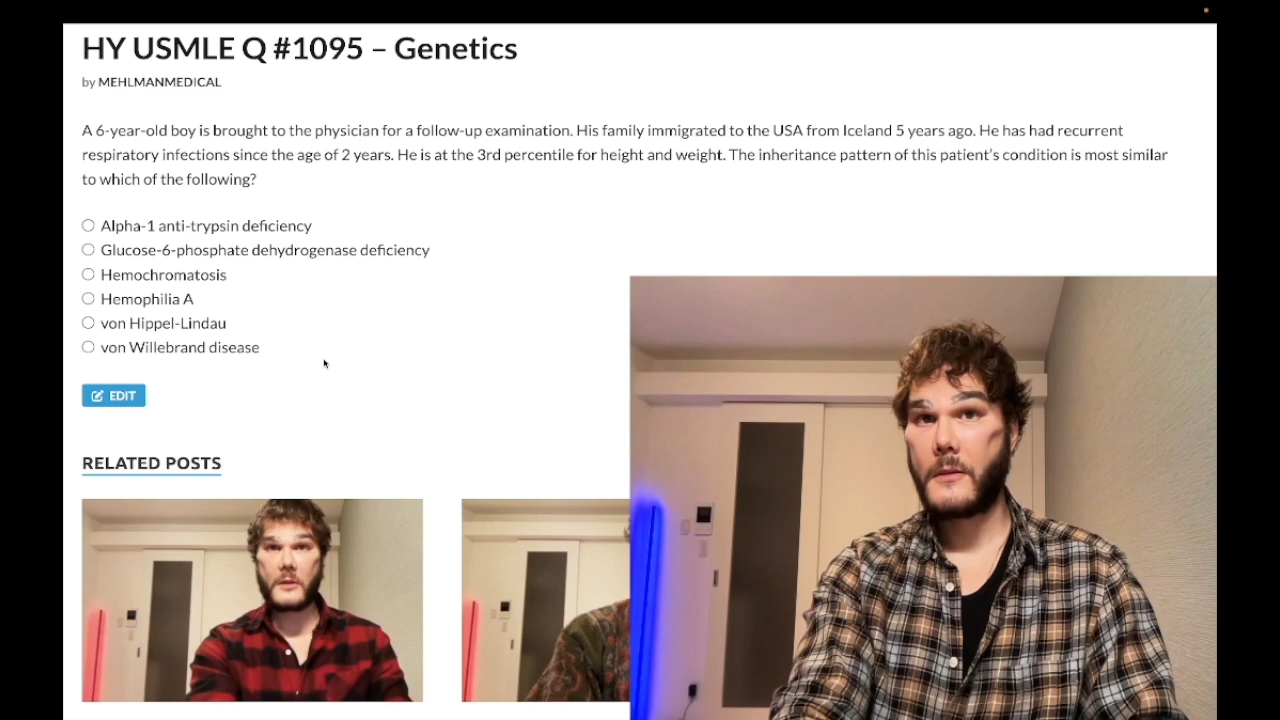 HY USMLE Q #1095 – Genetics
by MEHLMANMEDICAL
A 6-year-old boy is brought to the physician for a follow-up examination. His family immigrated to the USA from Iceland 5 years ago. He has had recurrent
respiratory infections since the age of 2 years. He is at the 3rd percentile for height and weight. The inheritance pattern of this patient's condition is most similar
to which of the following?
Alpha-1 anti-trypsin deficiency
Glucose-6-phosphate dehydrogenase deficiency
Hemochromatosis
Hemophilia A
von Hippel-Lindau
von Willebrand disease
EDIT
RELATED POSTS